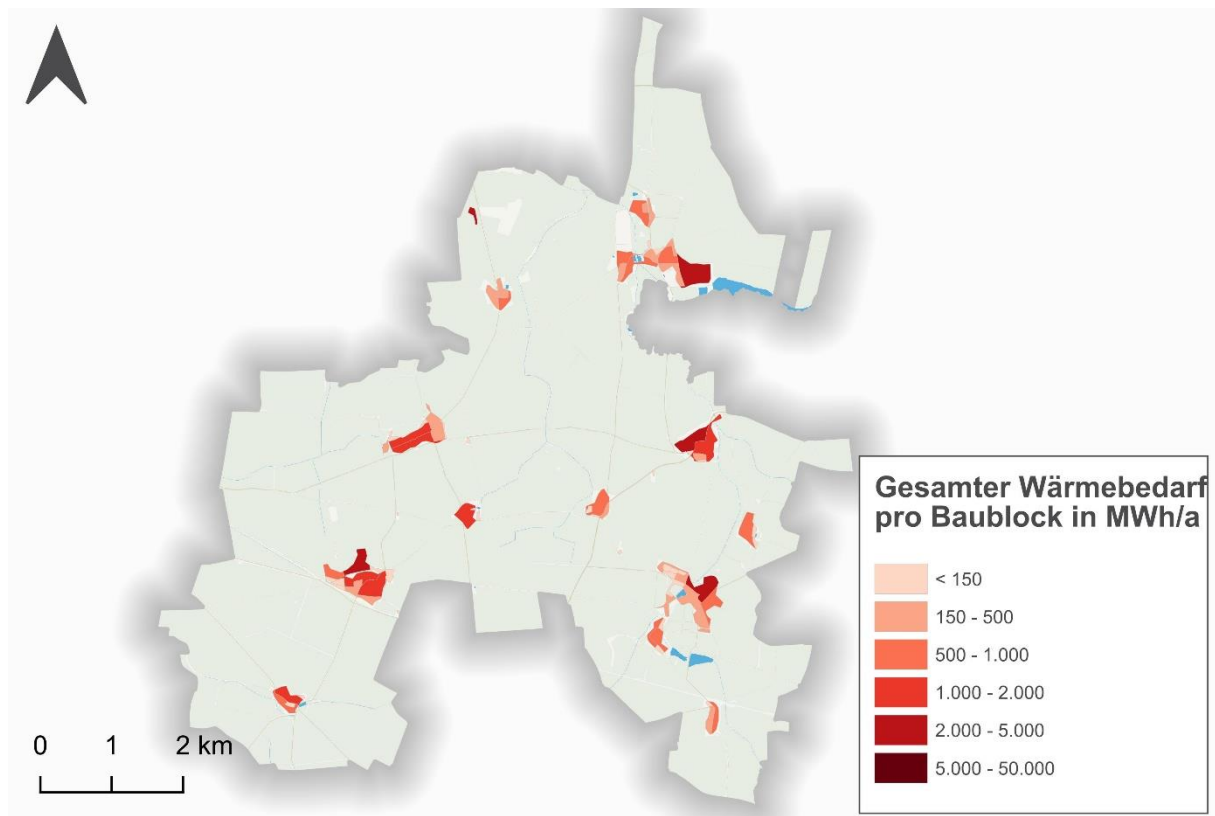 Gesamter Wärmebedarf
pro Baublock in MWh/a
< 150
150 - 500
500 - 1.000
1.000 - 2.000
2.000 - 5.000
5.000 - 50.000
0 1 2 km